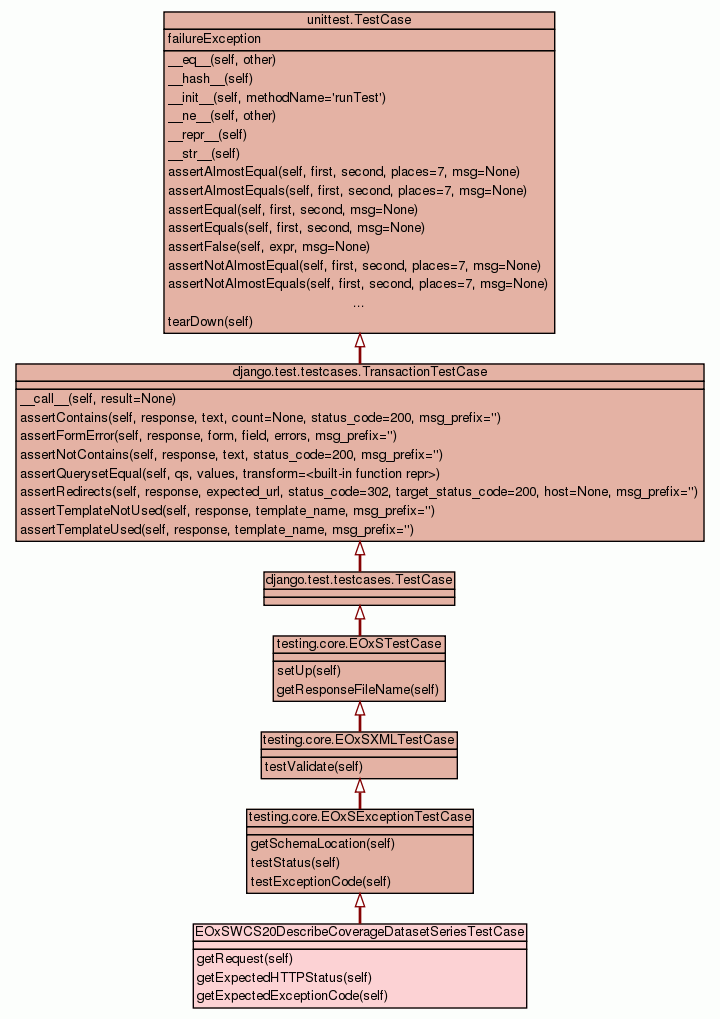 unittest.TestCase
failureException
__eq__(self, other)
__hash__(self)
__init__(self, methodName='runTest')
__ne__(self, other)
__repr__(self)
__str__(self)
assertAlmostEqual(self, first, second, places=7, msg=None)
assertAlmostEquals(self, first, second, places=7, msg=None)
assertEqual(self, first, second, msg=None)
assertEquals(self, first, second, msg=None)
assertFalse(self, expr, msg=None)
assertNotAlmostEqual(self, first, second, places=7, msg=None)
assertNotAlmostEquals(self, first, second, places=7, msg=None)
...
tearDown(self)
django.test.testcases.TransactionTestCase
__call__(self, result=None)
assertContains(self, response, text, count=None, status_code=200, msg_prefix='')
assertFormError(self, response, form, field, errors, msg_prefix='')
assertNotContains(self, response, text, status_code=200, msg_prefix='')
assertQuerysetEqual(self, qs, values, transform=<built-in function repr>)
assertRedirects(self, response, expected_url, status_code=302, target_status_code=200, host=None, msg_prefix='')
assertTemplateNotUsed(self, response, template_name, msg_prefix='')
assertTemplateUsed(self, response, template_name, msg_prefix='')
django.test.testcases.TestCase
testing.core.EOxSTestCase
setUp(self)
getResponseFileName(self)
testing.core.EOxSXMLTestCase
testValidate(self)
testing.core.EOxSExceptionTestCase
getSchemaLocation(self)
testStatus(self)
testExceptionCode(self)
EOxSWCS20DescribeCoverageDatasetSeriesTestCase
getRequest(self)
getExpectedHTTPStatus(self)
getExpectedExceptionCode(self)